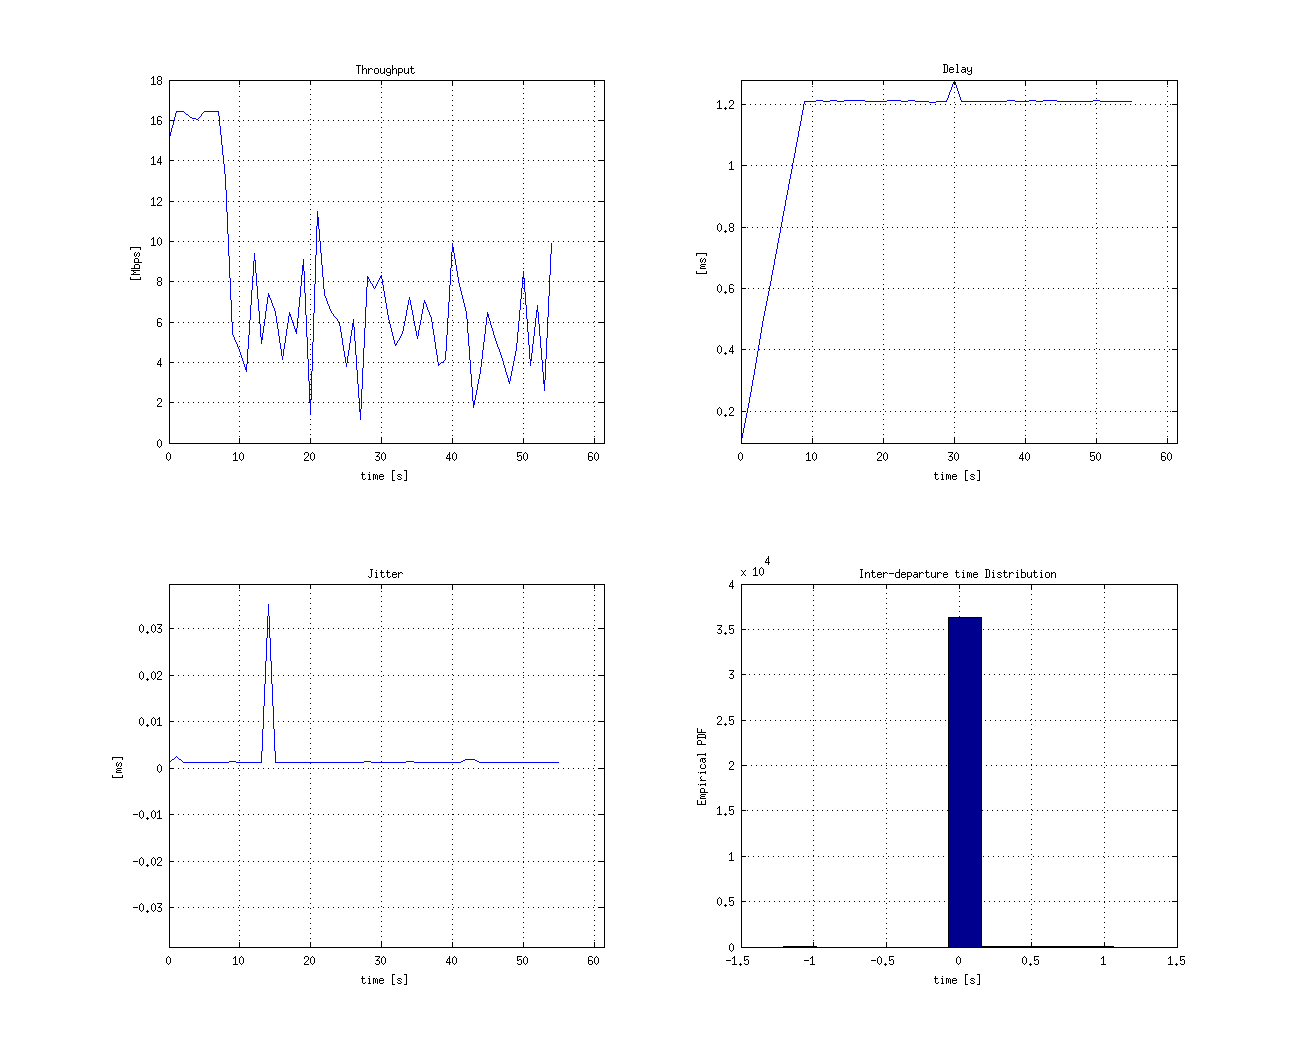 Throughput
18
16
14
12
10
8
6
4
2
0
[Mbps]
0 10 20 30 40 50 60
time [s]
Delay
1.2
1
0.8
0.6
0.4
0.2
[ms]
0 10 20 30 40 50 60
time [s]
Jitter
0.03
0.02
0.01
0
-0.01
-0.02
-0.03
[ms]
0 10 20 30 40 50 60
time [s]
x 10^4
Inter-departure time Distribution
4
3.5
3
2.5
2
1.5
1
0.5
0
Empirical PDF
-1.5 -1 -0.5 0 0.5 1 1.5
time [s]